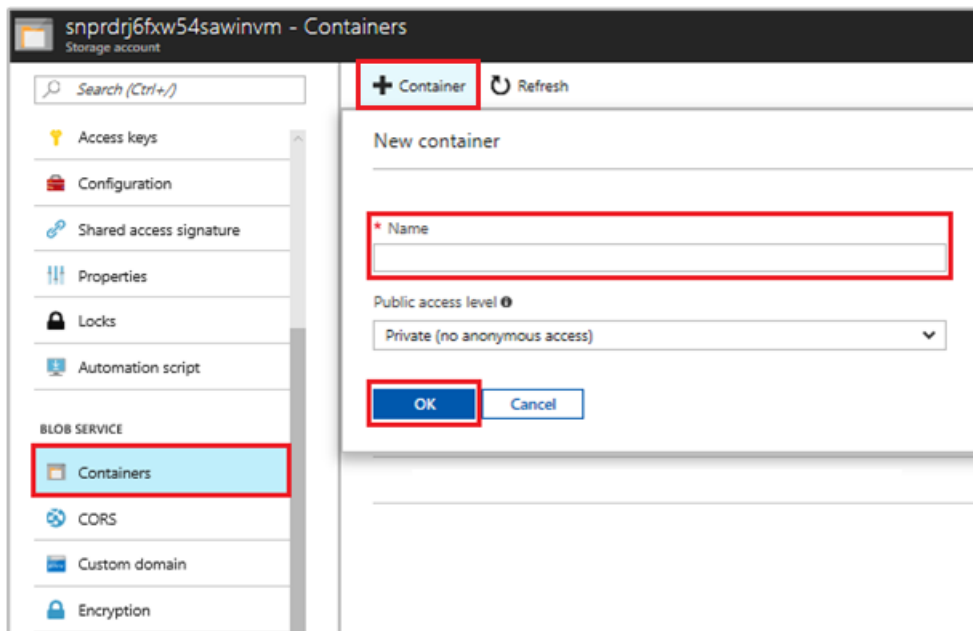 snprdrj6fxw54sawinvm - Containers
Storage account
Search (Ctrl+/)
Access keys
Configuration
Shared access signature
Properties
Locks
Automation script
BLOB SERVICE
Containers
CORS
Custom domain
Encryption
Container
Refresh
New container
* Name
Public access level
Private (no anonymous access)
OK
Cancel